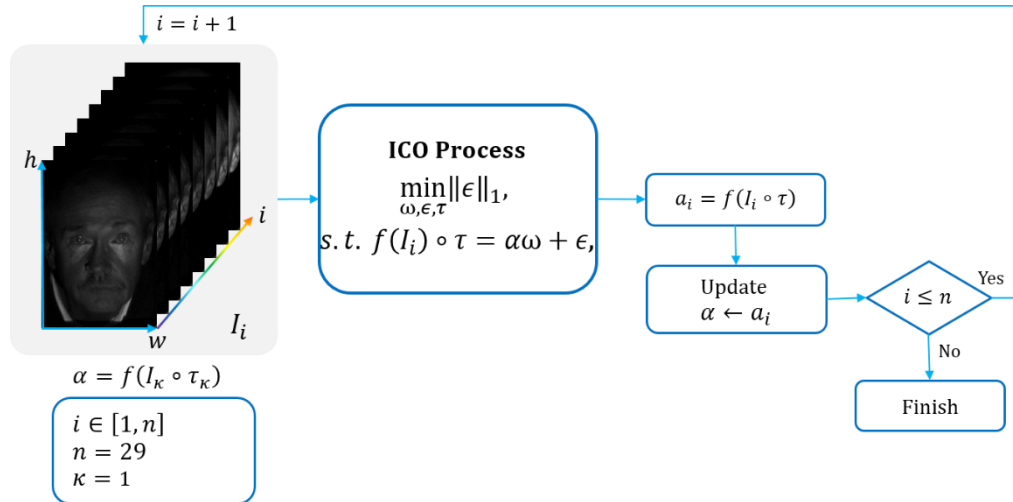 i = i + 1
h
i
w
I_i
α = f(I_κ ∘ τ_κ)
i ∈ [1, n]
n = 29
κ = 1
ICO Process
min_{ω,ϵ,τ} ‖ϵ‖₁,
s. t. f(I_i) ∘ τ = αω + ϵ,
a_i = f(I_i ∘ τ)
Update
α ← a_i
i ≤ n
Yes
No
Finish